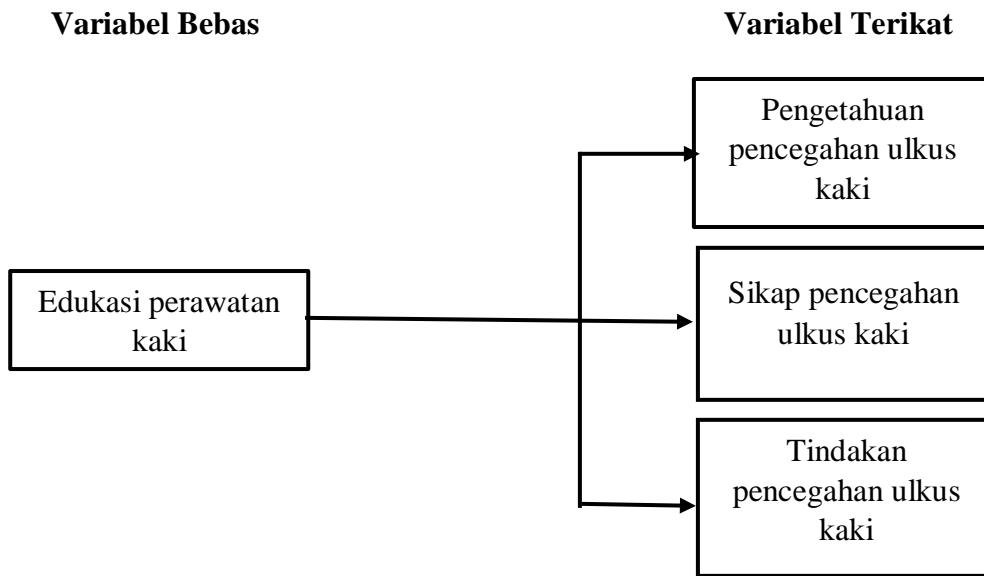 Variabel Bebas
Variabel Terikat
Pengetahuan
pencegahan ulkus
kaki
Edukasi perawatan
kaki
Sikap pencegahan
ulkus kaki
Tindakan
pencegahan ulkus
kaki